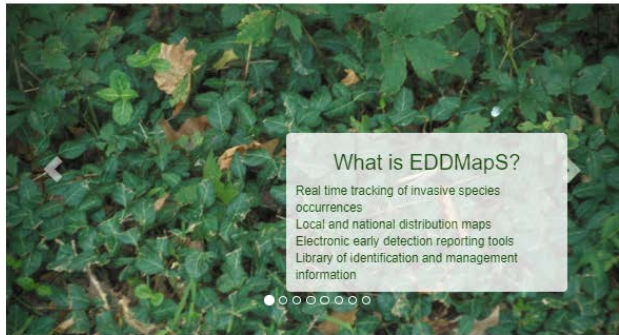 What is EDDMapS?
Real time tracking of invasive species
occurrences
Local and national distribution maps
Electronic early detection reporting tools
Library of identification and management
information